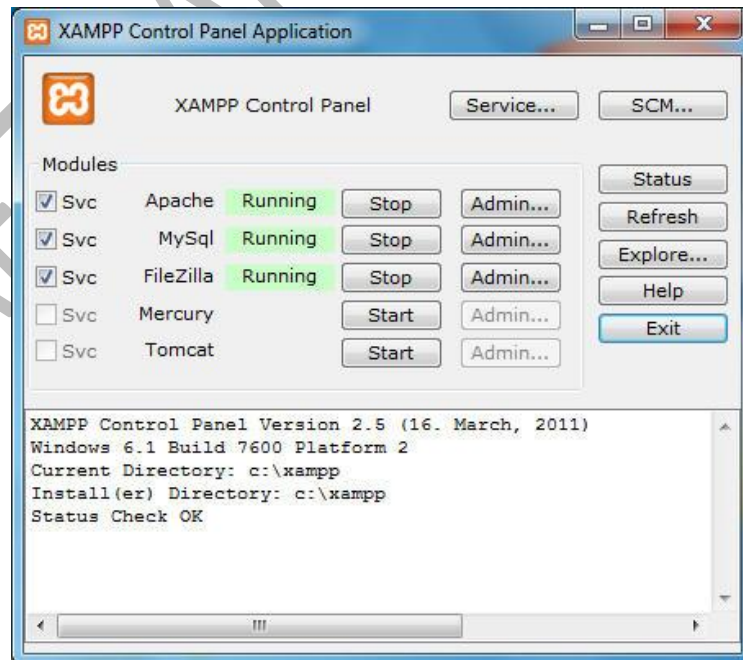 XAMPP Control Panel Application
XAMPP Control Panel Service... SCM...
Modules
Svc Apache Running Stop Admin...
Svc MySql Running Stop Admin...
Svc FileZilla Running Stop Admin...
Svc Mercury Start Admin...
Svc Tomcat Start Admin...
Status
Refresh
Explore...
Help
Exit
XAMPP Control Panel Version 2.5 (16. March, 2011)
Windows 6.1 Build 7600 Platform 2
Current Directory: c:\xampp
Install(er) Directory: c:\xampp
Status Check OK